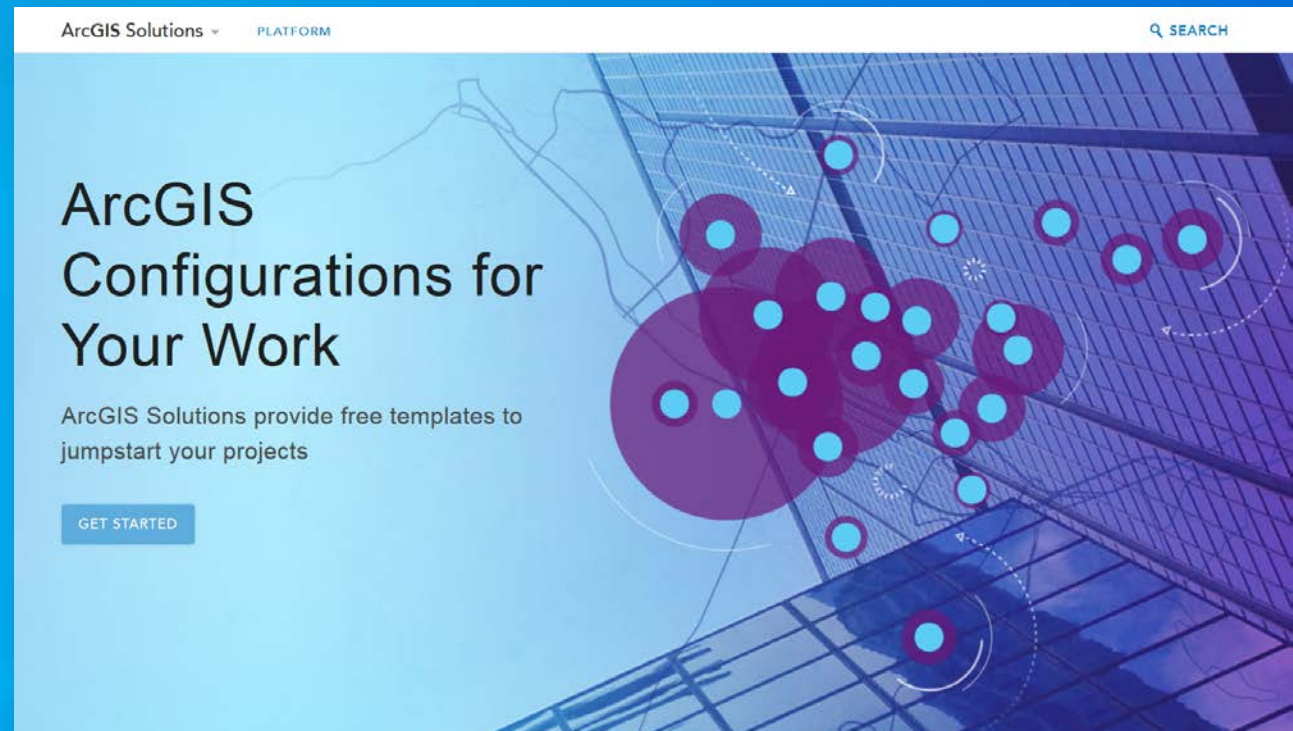 ArcGIS Solutions
PLATFORM
SEARCH
ArcGIS
Configurations for
Your Work
ArcGIS Solutions provide free templates to
jumpstart your projects
GET STARTED